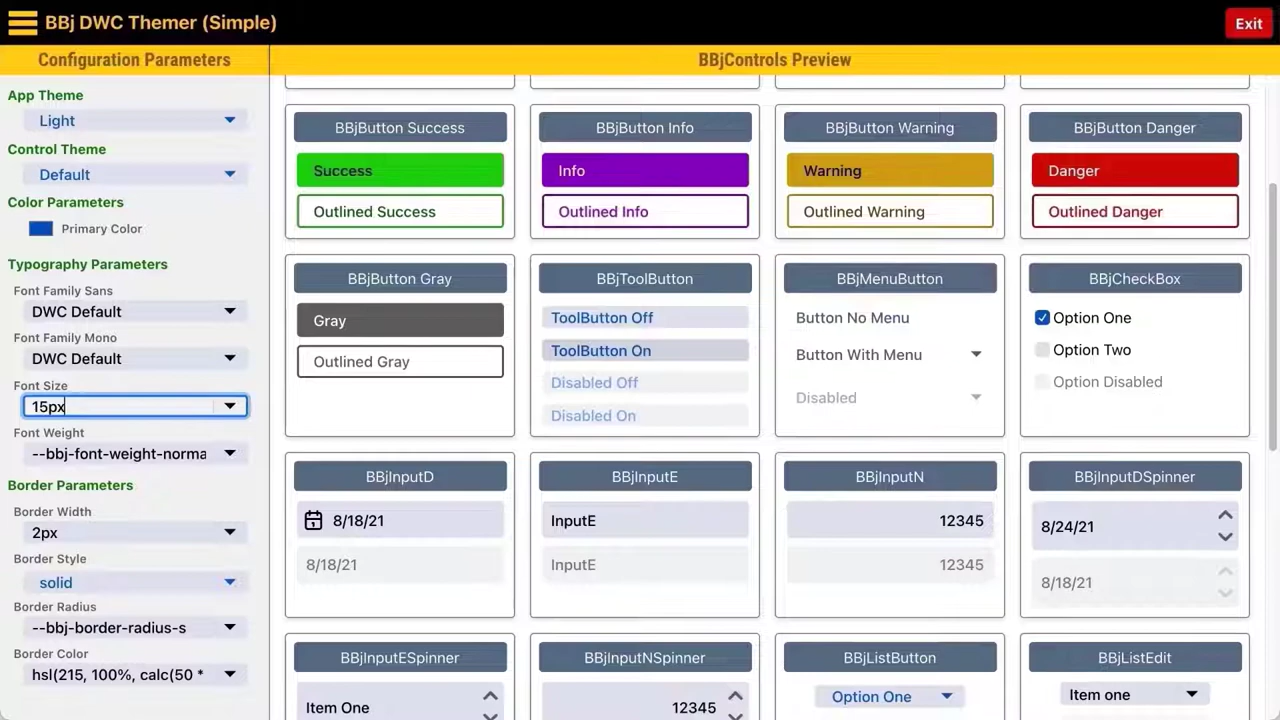 BBj DWC Themer (Simple)
Exit
Configuration Parameters
BBjControls Preview
App Theme
Light
Control Theme
Default
Color Parameters
Primary Color
Typography Parameters
Font Family Sans
DWC Default
Font Family Mono
DWC Default
Font Size
15px
Font Weight
--bbj-font-weight-norma
Border Parameters
Border Width
2px
Border Style
solid
Border Radius
--bbj-border-radius-s
Border Color
hsl(215, 100%, calc(50 *
BBjButton Success
Success
Outlined Success
BBjButton Info
Info
Outlined Info
BBjButton Warning
Warning
Outlined Warning
BBjButton Danger
Danger
Outlined Danger
BBjButton Gray
Gray
Outlined Gray
BBjToolButton
ToolButton Off
ToolButton On
Disabled Off
Disabled On
BBjMenuButton
Button No Menu
Button With Menu
Disabled
BBjCheckBox
Option One
Option Two
Option Disabled
BBjInputD
8/18/21
8/18/21
BBjInputE
InputE
InputE
BBjInputN
12345
12345
BBjInputDSpinner
8/24/21
8/18/21
BBjInputESpinner
Item One
BBjInputNSpinner
12345
BBjListButton
Option One
BBjListEdit
Item one